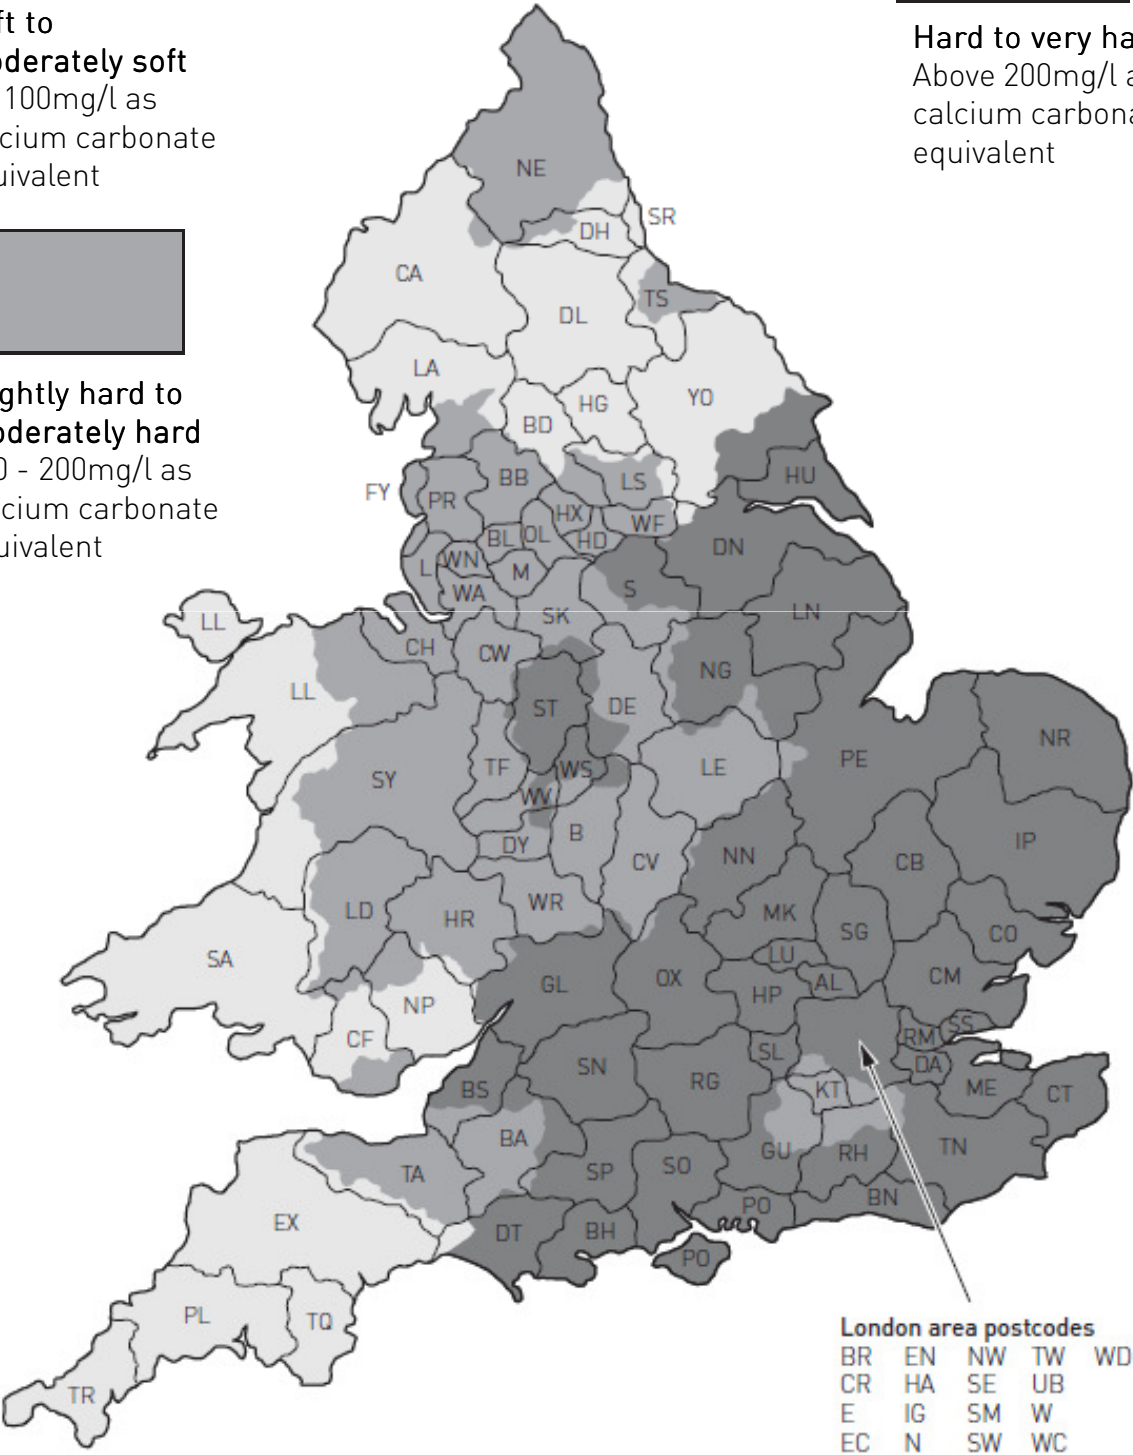 ft to
oderately soft
100mg/l as
lcium carbonate
uivalent
Hard to very ha
Above 200mg/l a
calcium carbona
equivalent
ghtly hard to
oderately hard
0 - 200mg/l as
lcium carbonate
uivalent
NE
SR
DH
CA
TS
DL
LA
HG
YO
BD
BB
LS
HU
FY
PR
HX
WF
BL
OL
HD
DN
L
WN
M
WA
S
SK
LN
LL
CH
CW
NG
LL
ST
DE
NR
SY
TF
WS
LE
PE
WV
B
DY
CV
NN
CB
IP
LD
HR
WR
MK
SG
CO
SA
LU
GL
OX
HP
AL
CM
NP
CF
SS
RM
SL
DA
SN
RG
BS
KT
ME
CT
BA
GU
RH
TN
TA
SP
SO
BN
PO
EX
DT
BH
PO
PL
TQ
TR
London area postcodes
BR EN NW TW WD
CR HA SE UB
E IG SM W
EC N SW WC